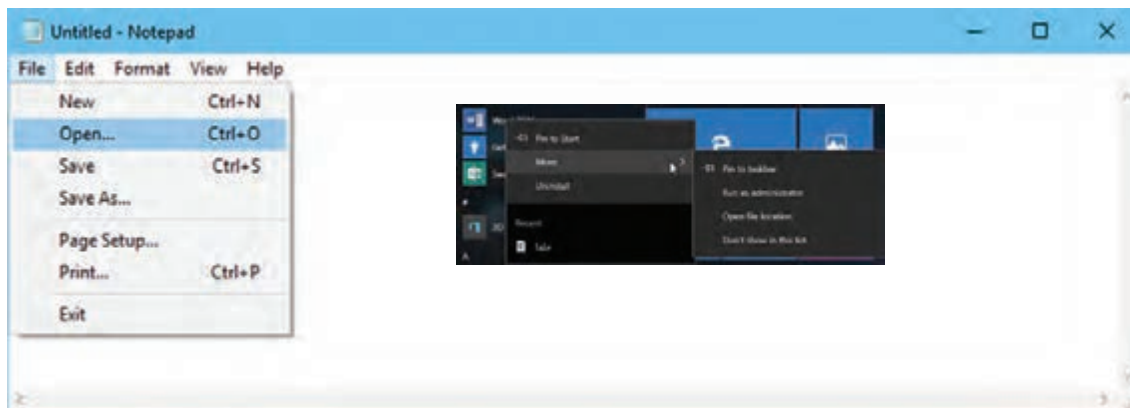 Untitled - Notepad
File Edit Format View Help
New Ctrl+N
Open... Ctrl+O
Save Ctrl+S
Save As...
Page Setup...
Print... Ctrl+P
Exit
Pin to Start
More
Uninstall
Recent
Pin to taskbar
Run as administrator
Open file location
Don't show in this list